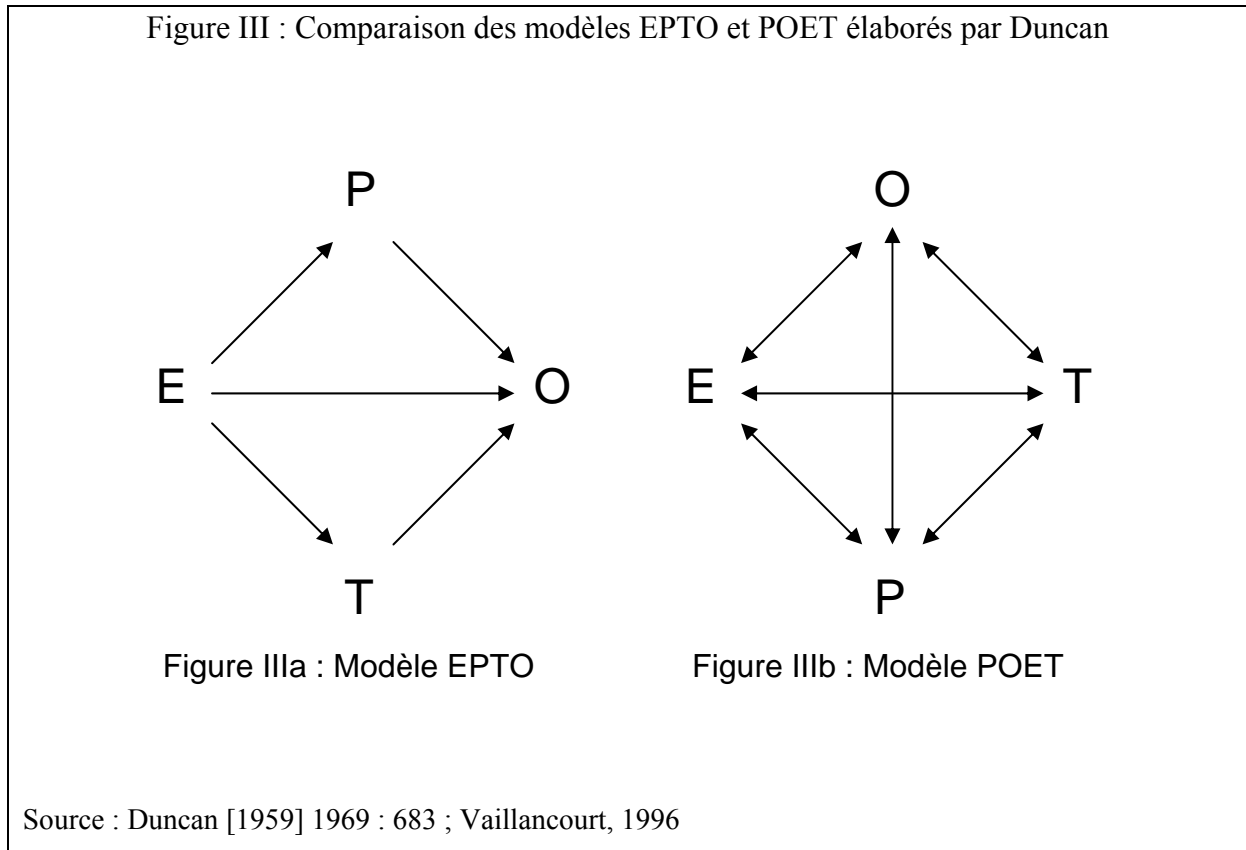 Figure III : Comparaison des modèles EPTO et POET élaborés par Duncan
P
E
O
T
Figure IIIa : Modèle EPTO
O
E
T
P
Figure IIIb : Modèle POET
Source : Duncan [1959] 1969 : 683 ; Vaillancourt, 1996